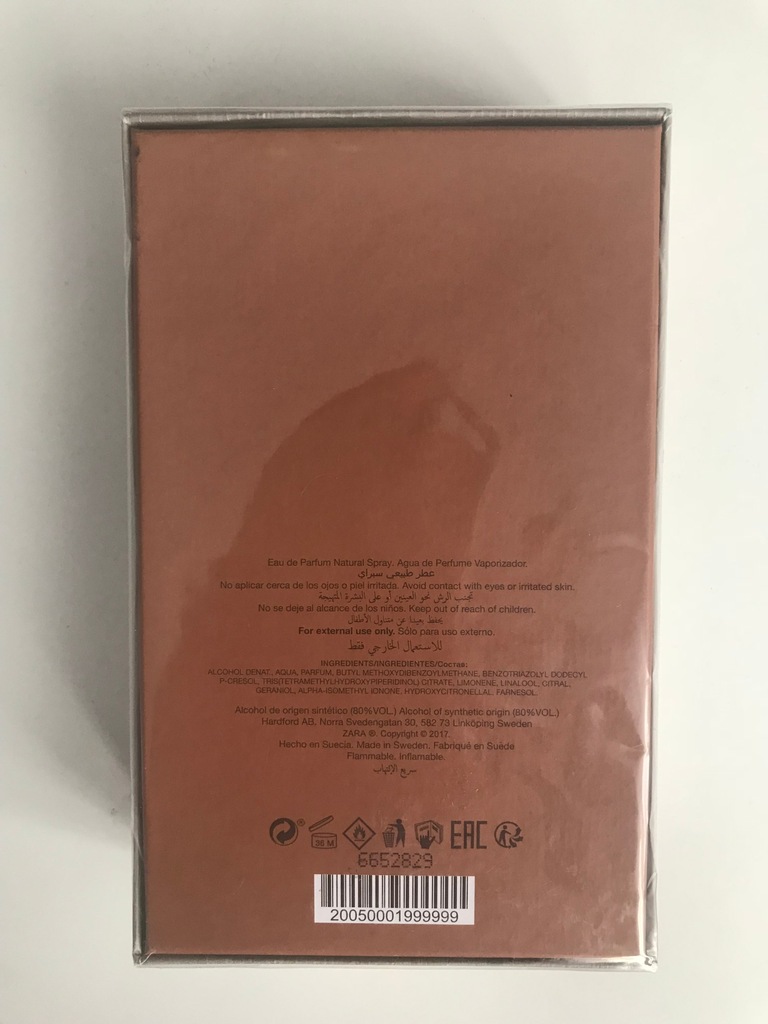 Eau de Parfum Natural Spray. Agua de Perfume Vaporizador.
عطر طبيعي سبراي
No aplicar cerca de los ojos o piel irritada. Avoid contact with eyes or irritated skin.
تجنب الرش نحو العينين أو على البشرة المتهيجة
No se deje al alcance de los niños. Keep out of reach of children.
يحفظ بعيدا عن متناول الأطفال
For external use only. Sólo para uso externo.
للاستعمال الخارجي فقط
INGREDIENTS/INGREDIENTES/Состав:
ALCOHOL DENAT., AQUA, PARFUM, BUTYL METHOXYDIBENZOYLMETHANE, BENZOTRIAZOLYL DODECYL
P-CRESOL, TRIS(TETRAMETHYLHYDROXYPIPERIDINOL) CITRATE, LIMONENE, LINALOOL, CITRAL,
GERANIOL, ALPHA-ISOMETHYL IONONE, HYDROXYCITRONELLAL, FARNESOL.
Alcohol de origen sintético (80%VOL.) Alcohol of synthetic origin (80%VOL.)
Hardford AB, Norra Svedengatan 30, 582 73 Linköping Sweden
ZARA ®. Copyright © 2017.
Hecho en Suecia. Made in Sweden. Fabriqué en Suède
Flammable. Inflamable.
سريع الإلتهاب
36 M EAC
6652829
20050001999999